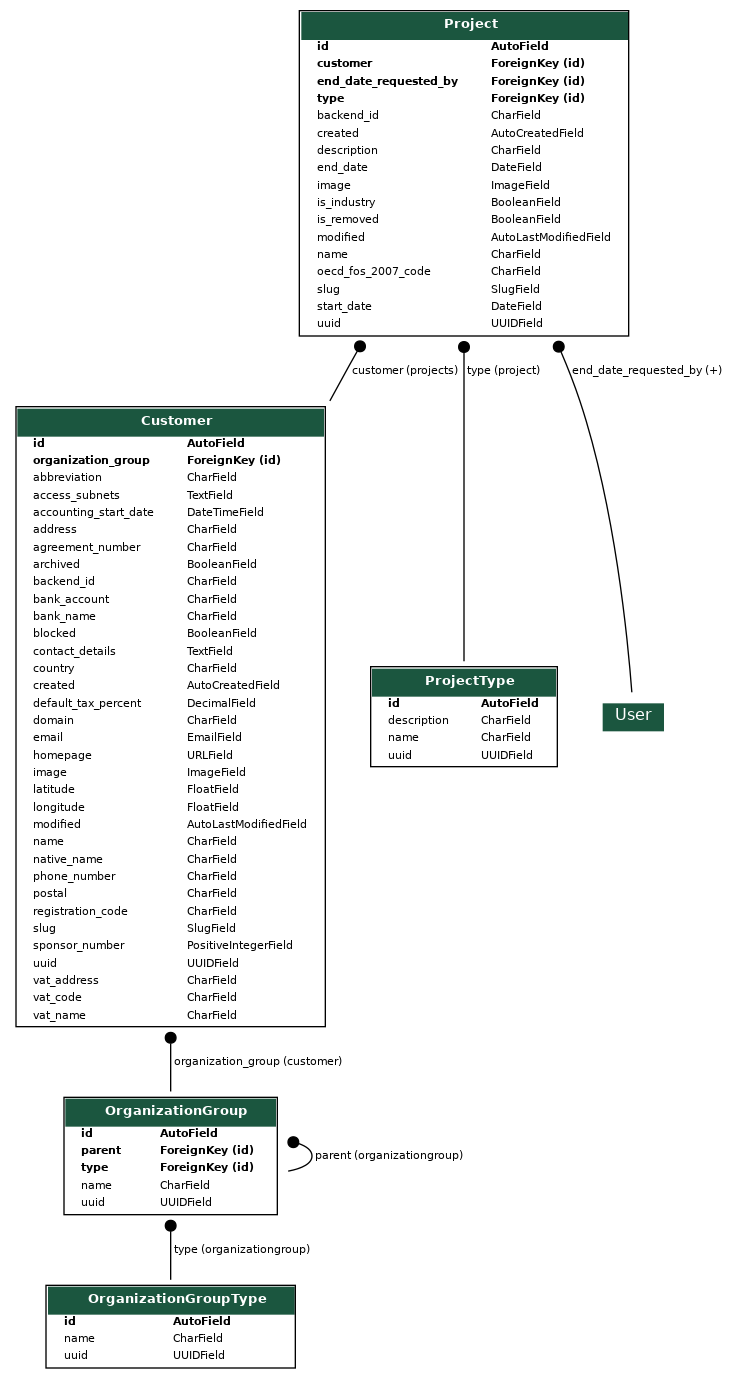 Project
id AutoField
customer ForeignKey (id)
end_date_requested_by ForeignKey (id)
type ForeignKey (id)
backend_id CharField
created AutoCreatedField
description CharField
end_date DateField
image ImageField
is_industry BooleanField
is_removed BooleanField
modified AutoLastModifiedField
name CharField
oecd_fos_2007_code CharField
slug SlugField
start_date DateField
uuid UUIDField
customer (projects) type (project) end_date_requested_by (+)
Customer
id AutoField
organization_group ForeignKey (id)
abbreviation CharField
access_subnets TextField
accounting_start_date DateTimeField
address CharField
agreement_number CharField
archived BooleanField
backend_id CharField
bank_account CharField
bank_name CharField
blocked BooleanField
contact_details TextField
country CharField
created AutoCreatedField
default_tax_percent DecimalField
domain CharField
email EmailField
homepage URLField
image ImageField
latitude FloatField
longitude FloatField
modified AutoLastModifiedField
name CharField
native_name CharField
phone_number CharField
postal CharField
registration_code CharField
slug SlugField
sponsor_number PositiveIntegerField
uuid UUIDField
vat_address CharField
vat_code CharField
vat_name CharField
ProjectType
id AutoField
description CharField
name CharField
uuid UUIDField
User
organization_group (customer)
OrganizationGroup
id AutoField
parent ForeignKey (id)
type ForeignKey (id)
name CharField
uuid UUIDField
parent (organizationgroup)
type (organizationgroup)
OrganizationGroupType
id AutoField
name CharField
uuid UUIDField